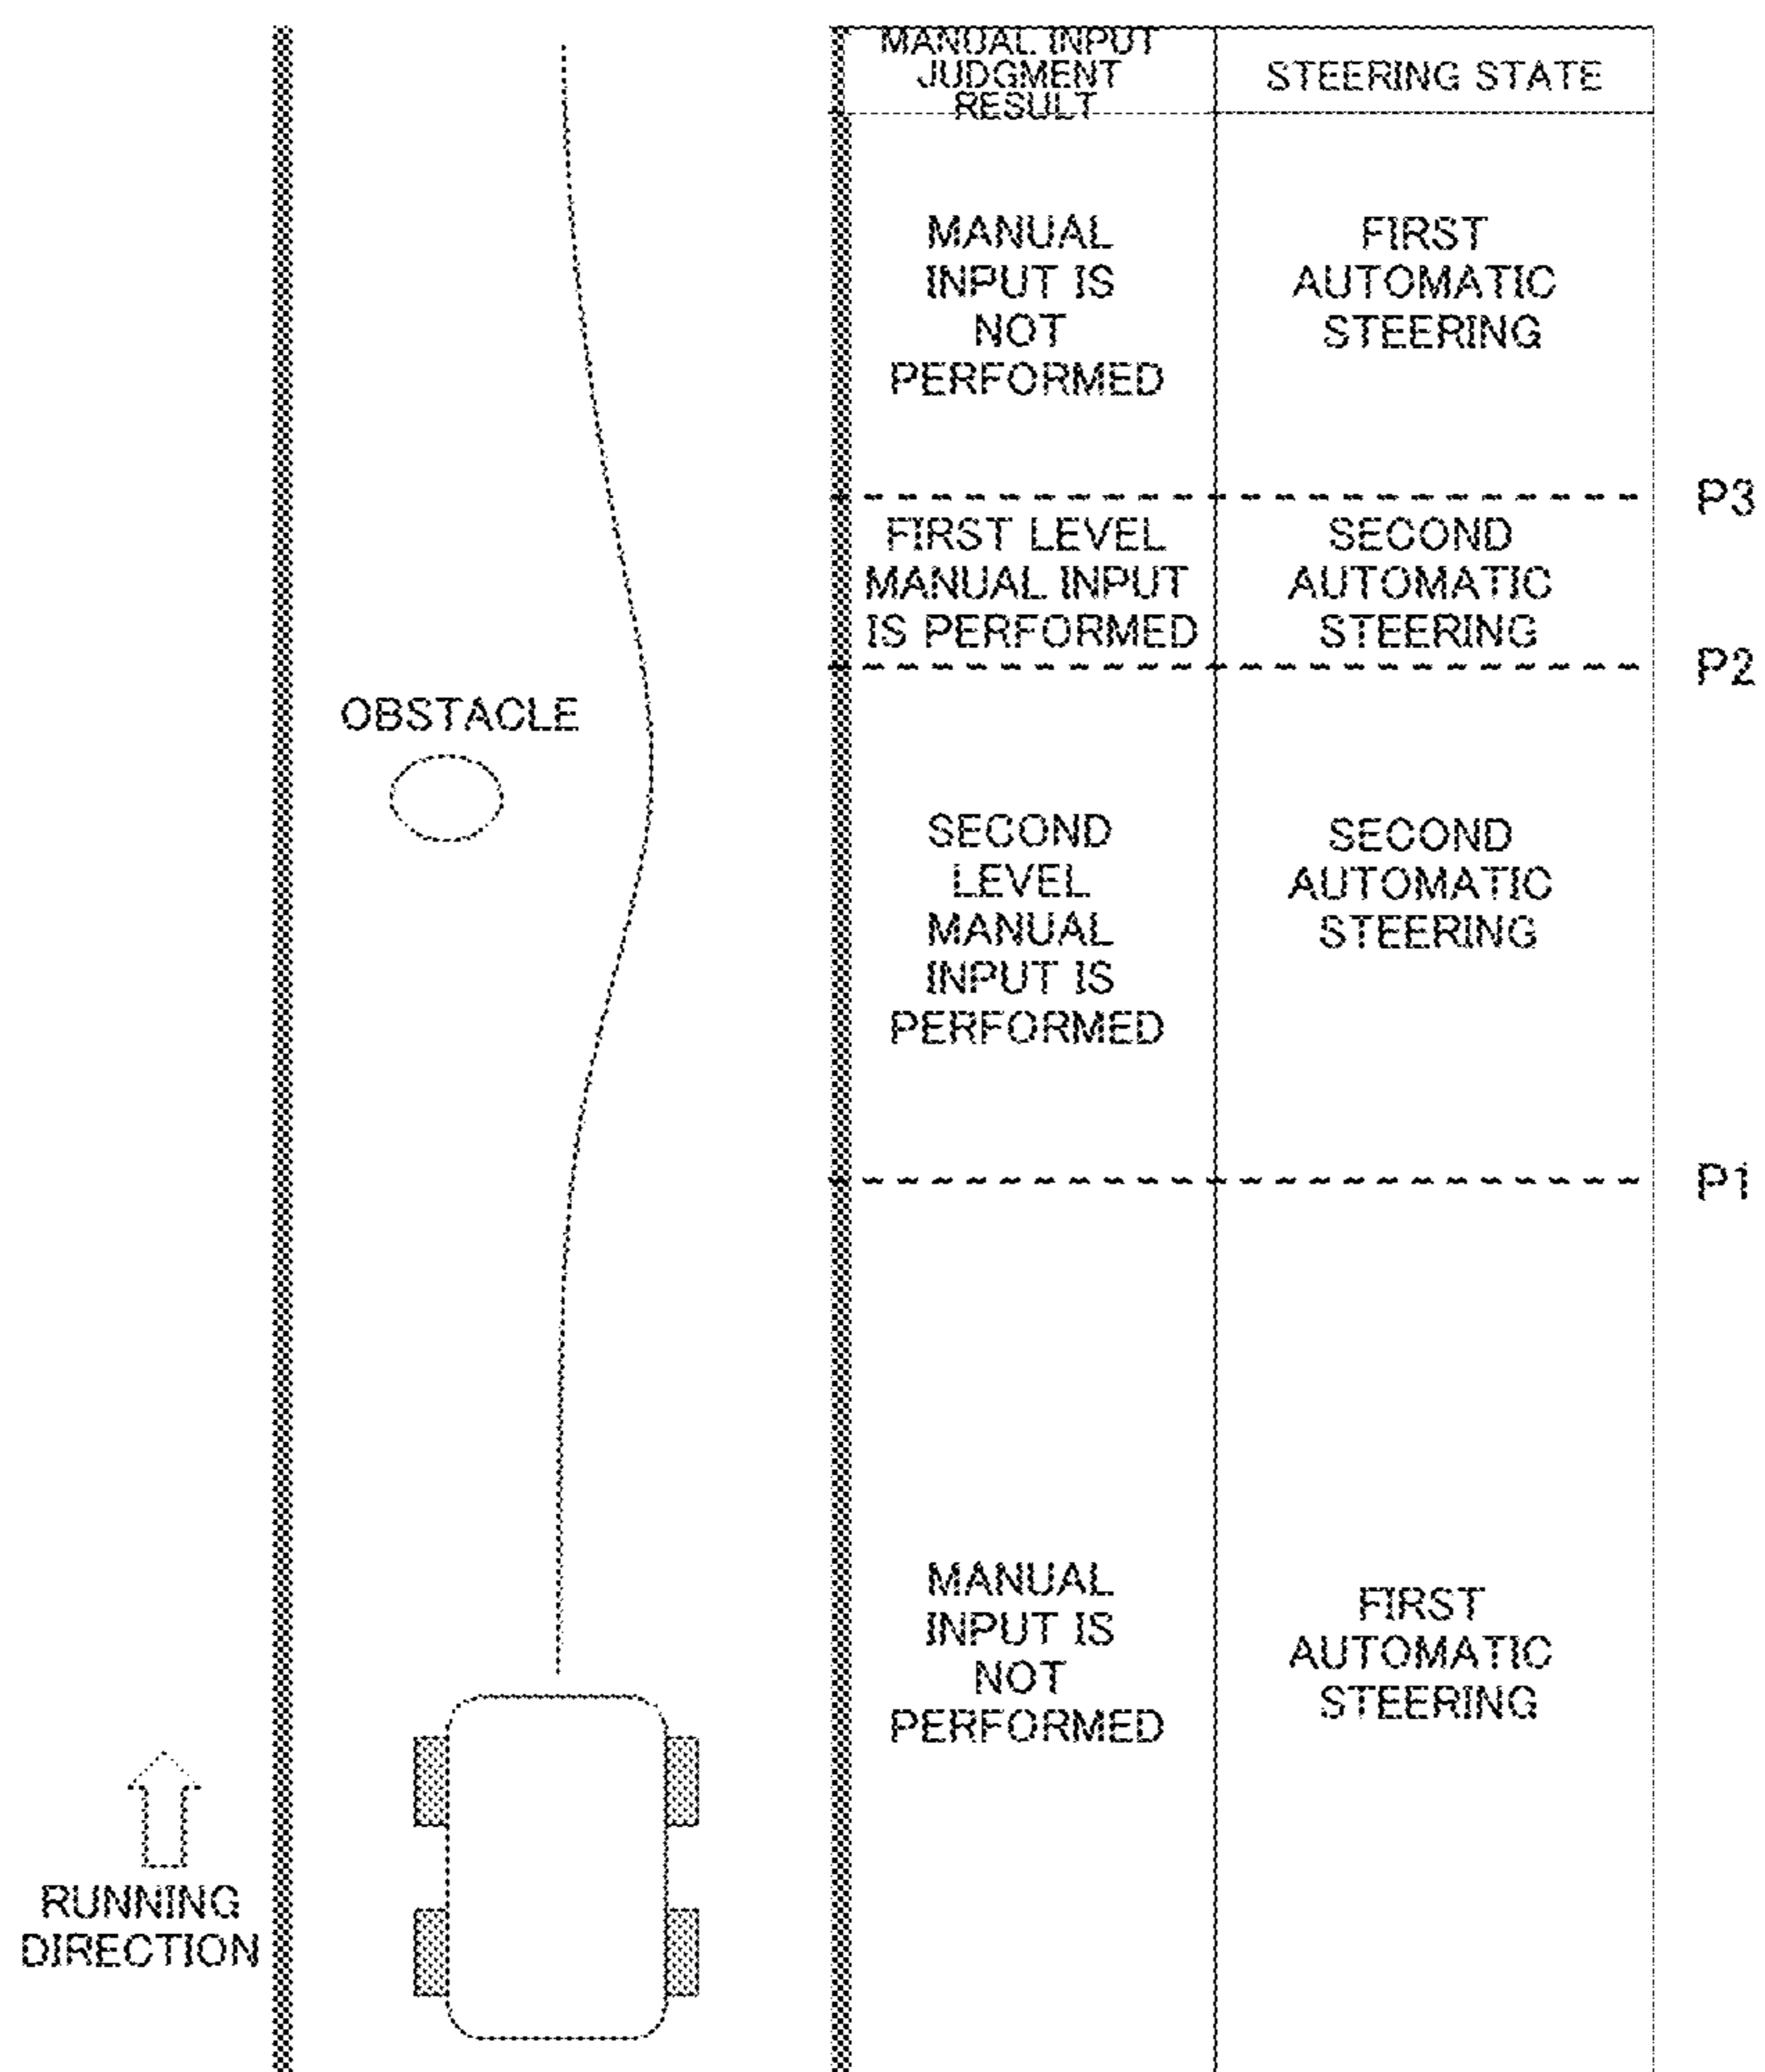 MANUAL INPUT
JUDGMENT
RESULT
STEERING STATE
MANUAL
INPUT IS
NOT
PERFORMED
FIRST
AUTOMATIC
STEERING
P3
FIRST LEVEL
MANUAL INPUT
IS PERFORMED
SECOND
AUTOMATIC
STEERING
P2
OBSTACLE
SECOND
LEVEL
MANUAL
INPUT IS
PERFORMED
SECOND
AUTOMATIC
STEERING
P1
MANUAL
INPUT IS
NOT
PERFORMED
FIRST
AUTOMATIC
STEERING
RUNNING
DIRECTION